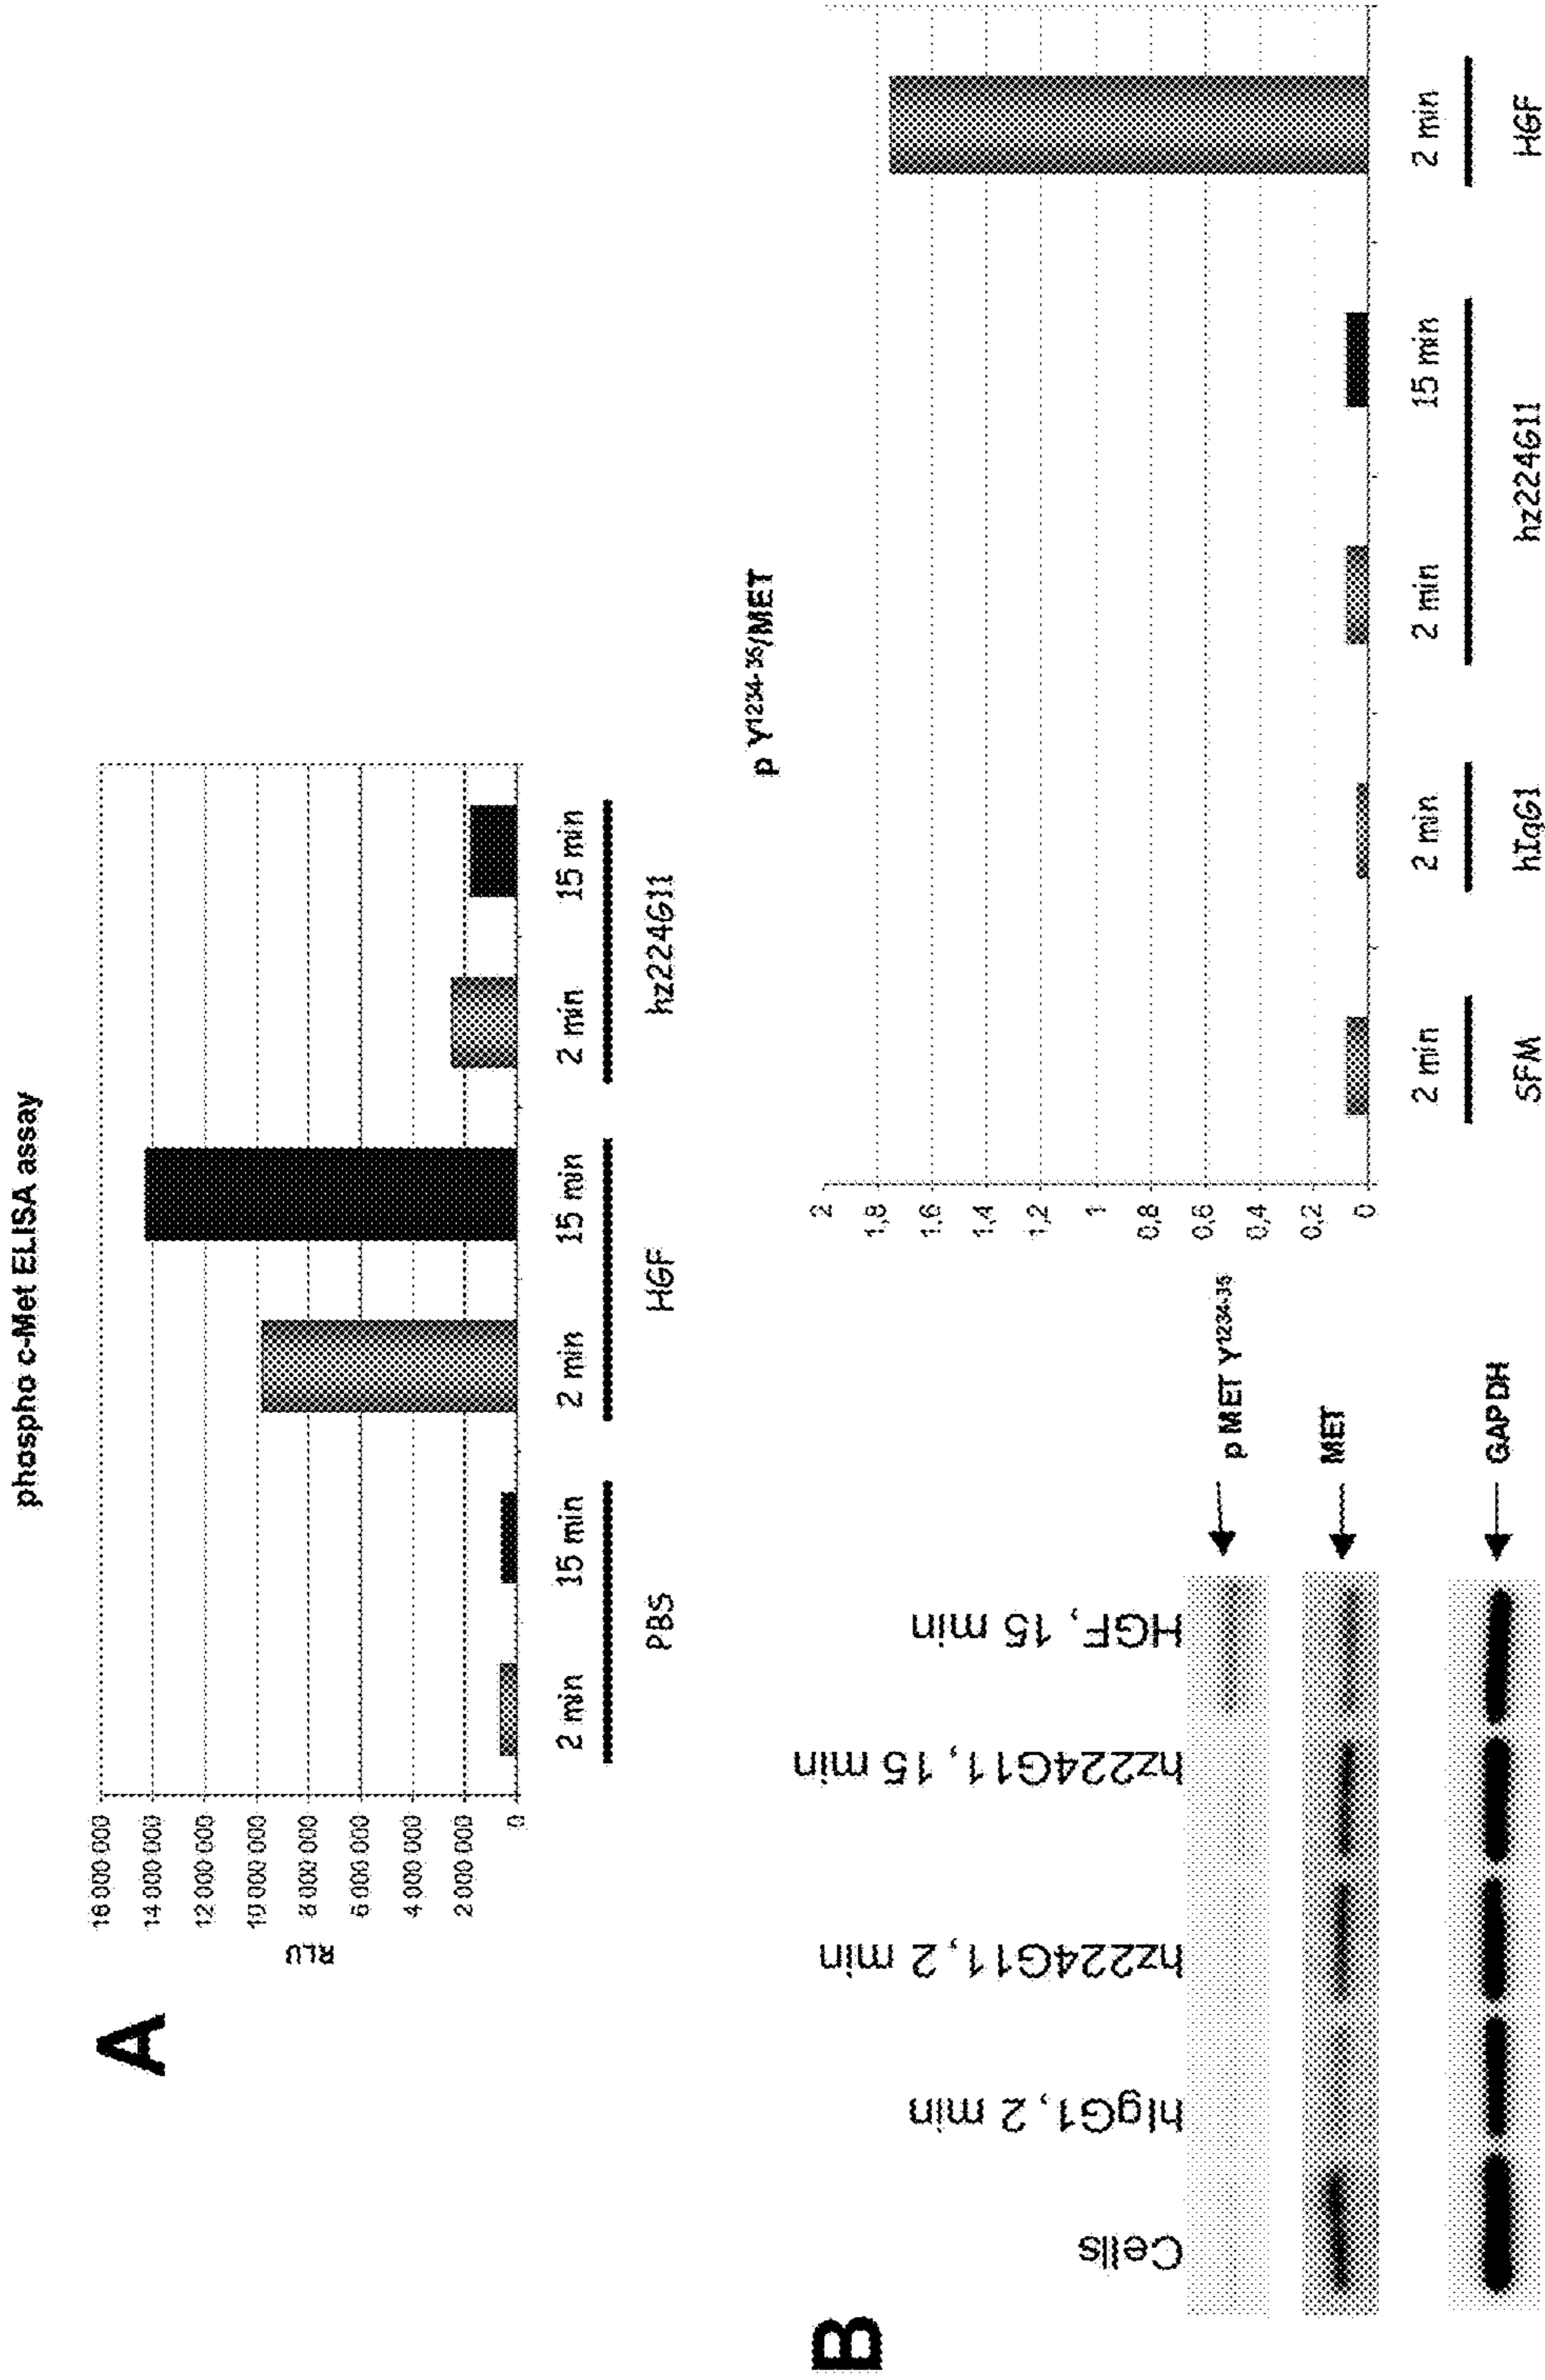 A
phospho c-Met ELISA assay
RLU
16 000 000
14 000 000
12 000 000
10 000 000
8 000 000
6 000 000
4 000 000
2 000 000
0
2 min 15 min 2 min 15 min 2 min 15 min
PBS HGF hz224G11
B
Cells
hIgG1, 2 min
hz224G11, 2 min
hz224G11, 15 min
HGF, 15 min
p MET Y1234-35
MET
GAPDH
p Y1234-35/MET
2
1,8
1,6
1,4
1,2
1
0,8
0,6
0,4
0,2
0
2 min 2 min 2 min 15 min 2 min
SFM hIgG1 hz224G11 HGF